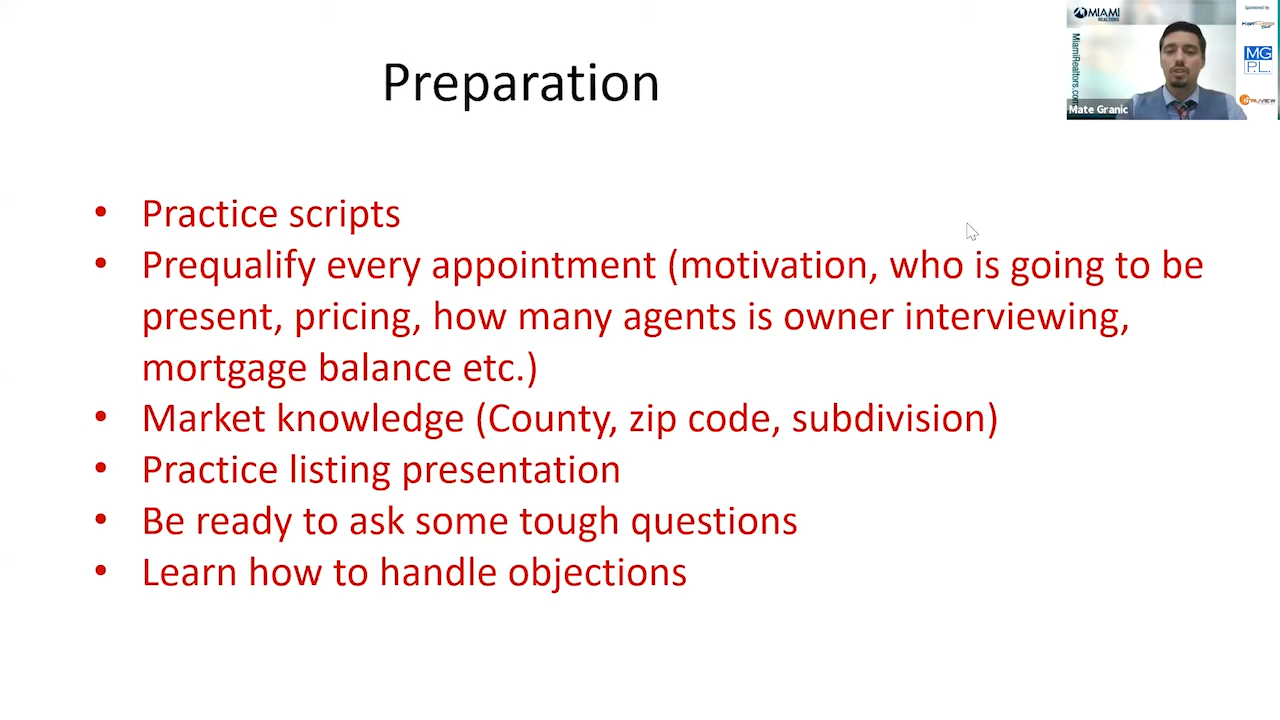 Preparation
• Practice scripts
• Prequalify every appointment (motivation, who is going to be
present, pricing, how many agents is owner interviewing,
mortgage balance etc.)
• Market knowledge (County, zip code, subdivision)
• Practice listing presentation
• Be ready to ask some tough questions
• Learn how to handle objections
MIAMI
REALTORS
MiamiRealtors.com
Mate Granic
Sponsored by
MG
P.L.